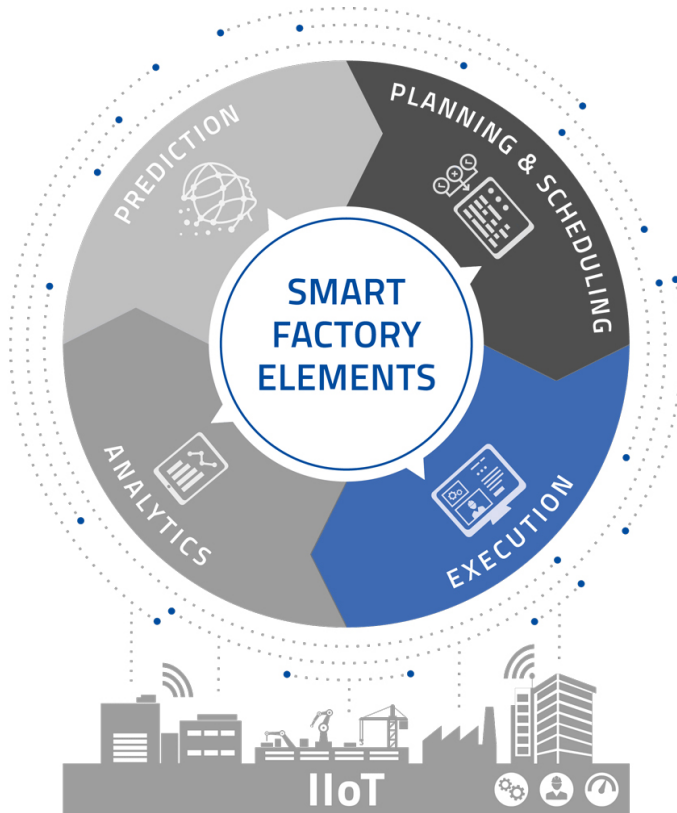 PREDICTION
PLANNING & SCHEDULING
SMART
FACTORY
ELEMENTS
ANALYTICS
EXECUTION
IIoT